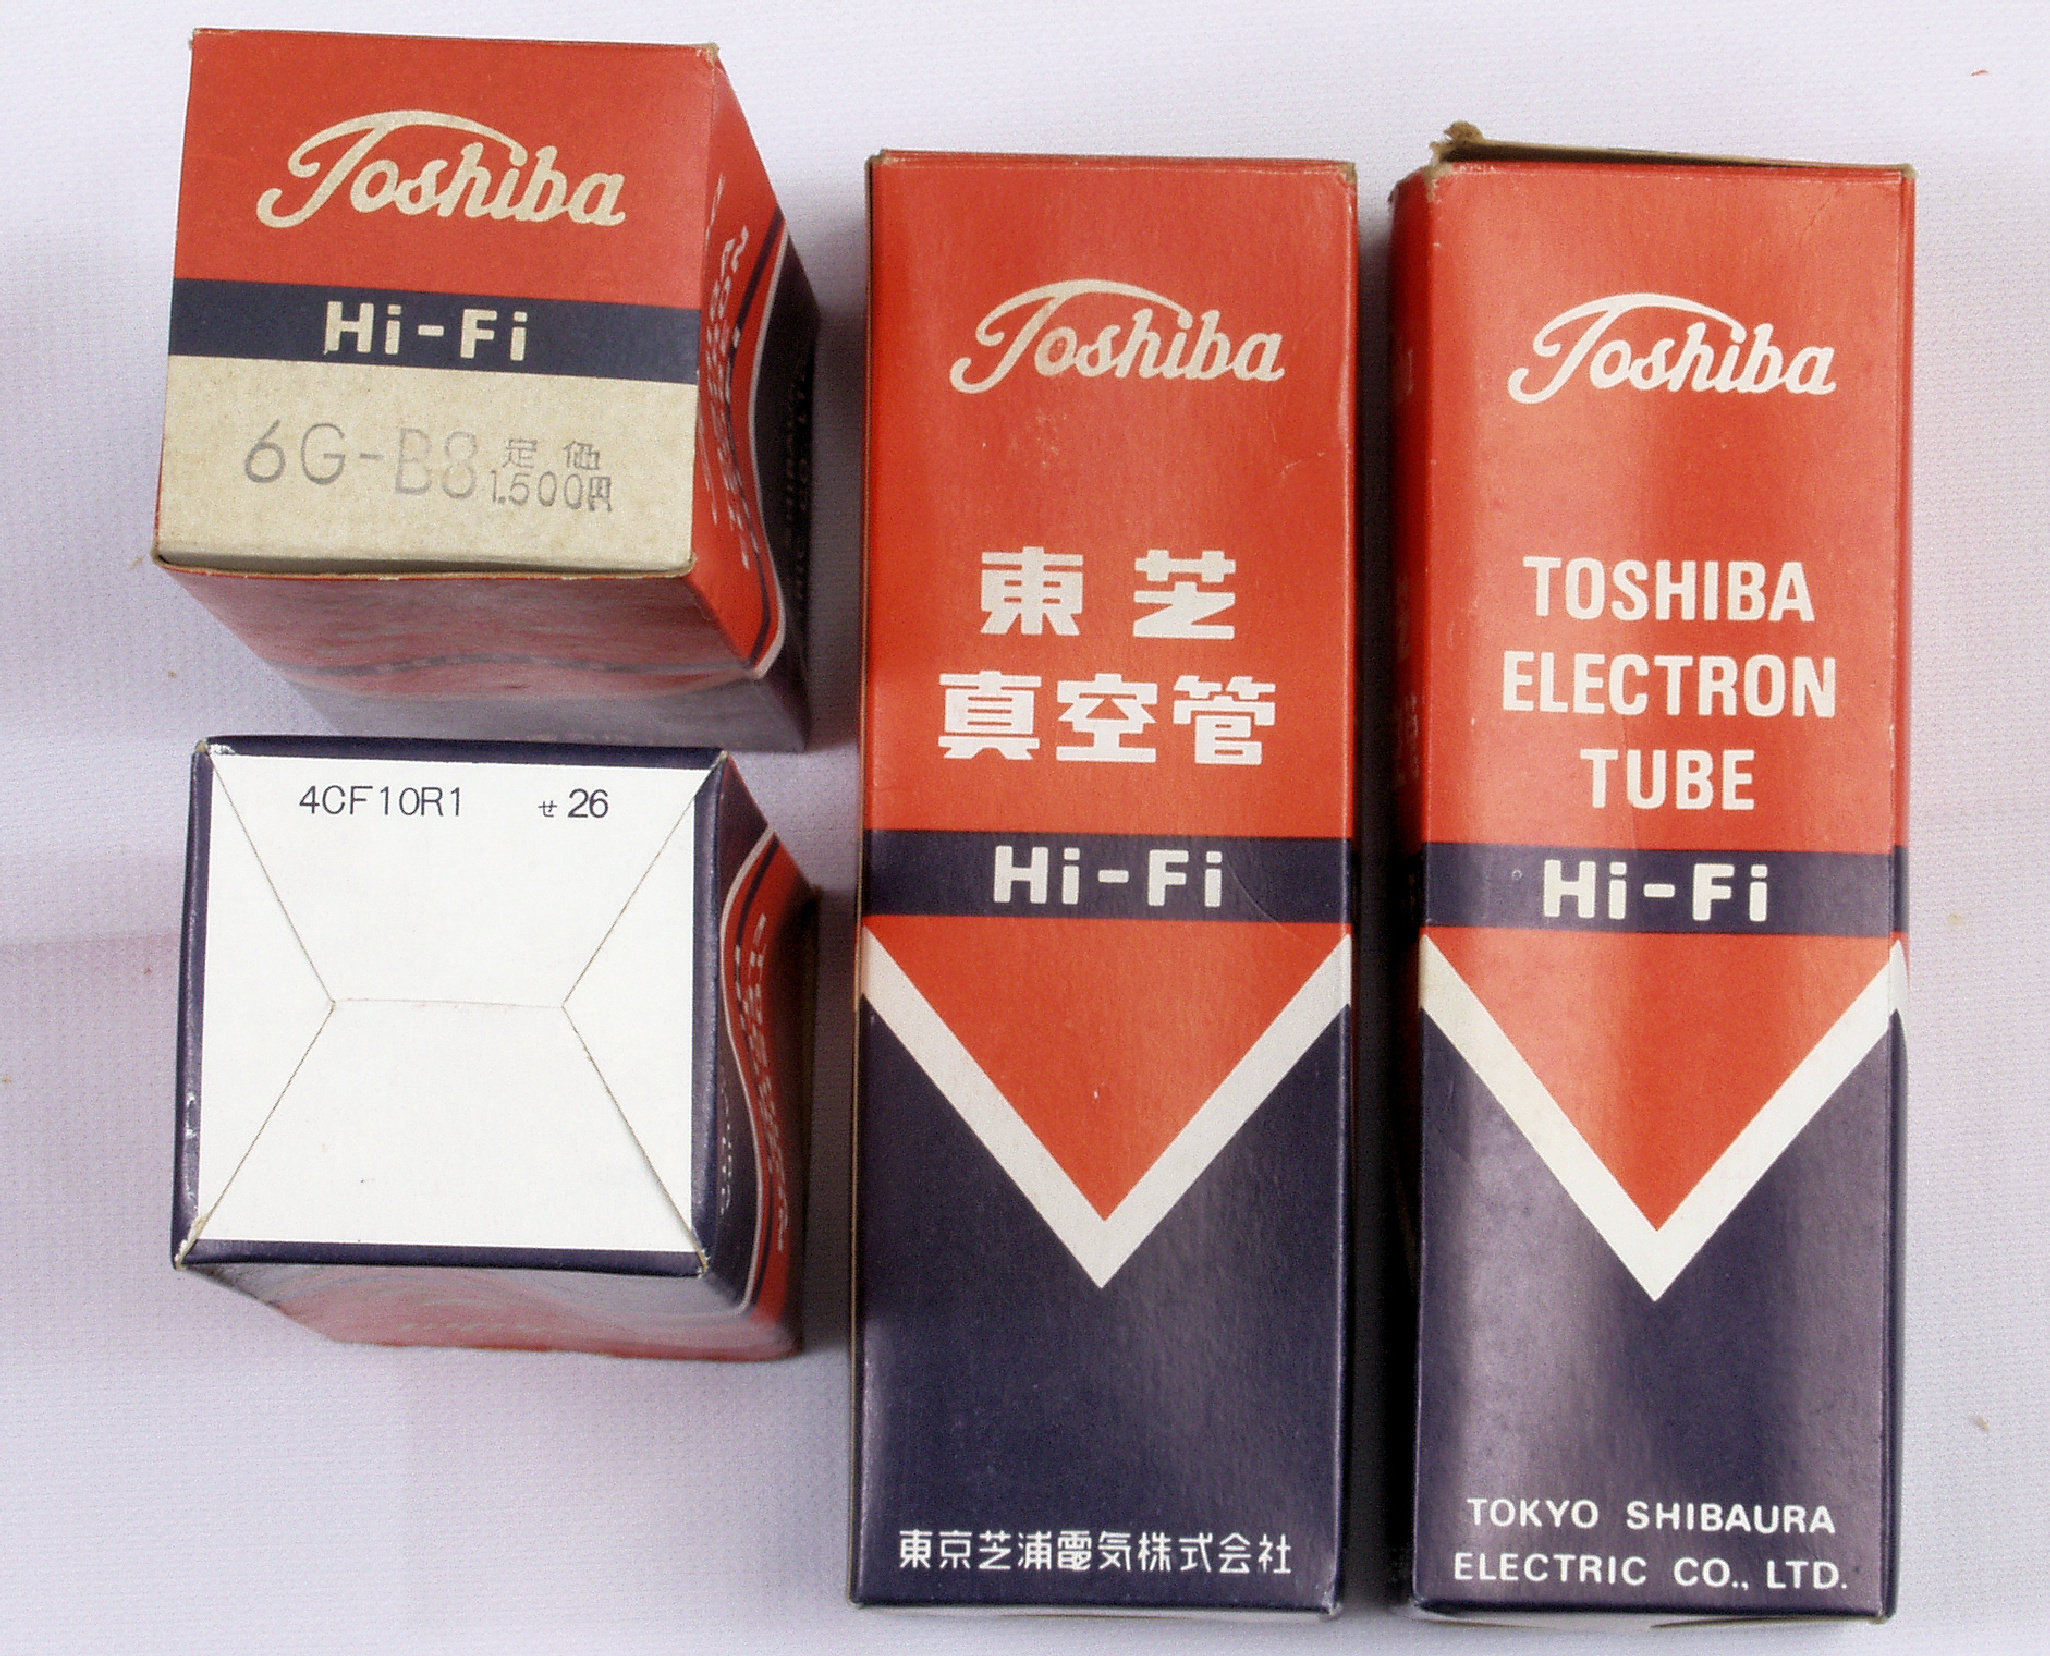 Toshiba
Hi-Fi
6G-B8 定価
1.500円
4CF10R1 せ26
Toshiba
東芝
真空管
Hi-Fi
東京芝浦電気株式会社
Toshiba
TOSHIBA
ELECTRON
TUBE
Hi-Fi
TOKYO SHIBAURA
ELECTRIC CO., LTD.